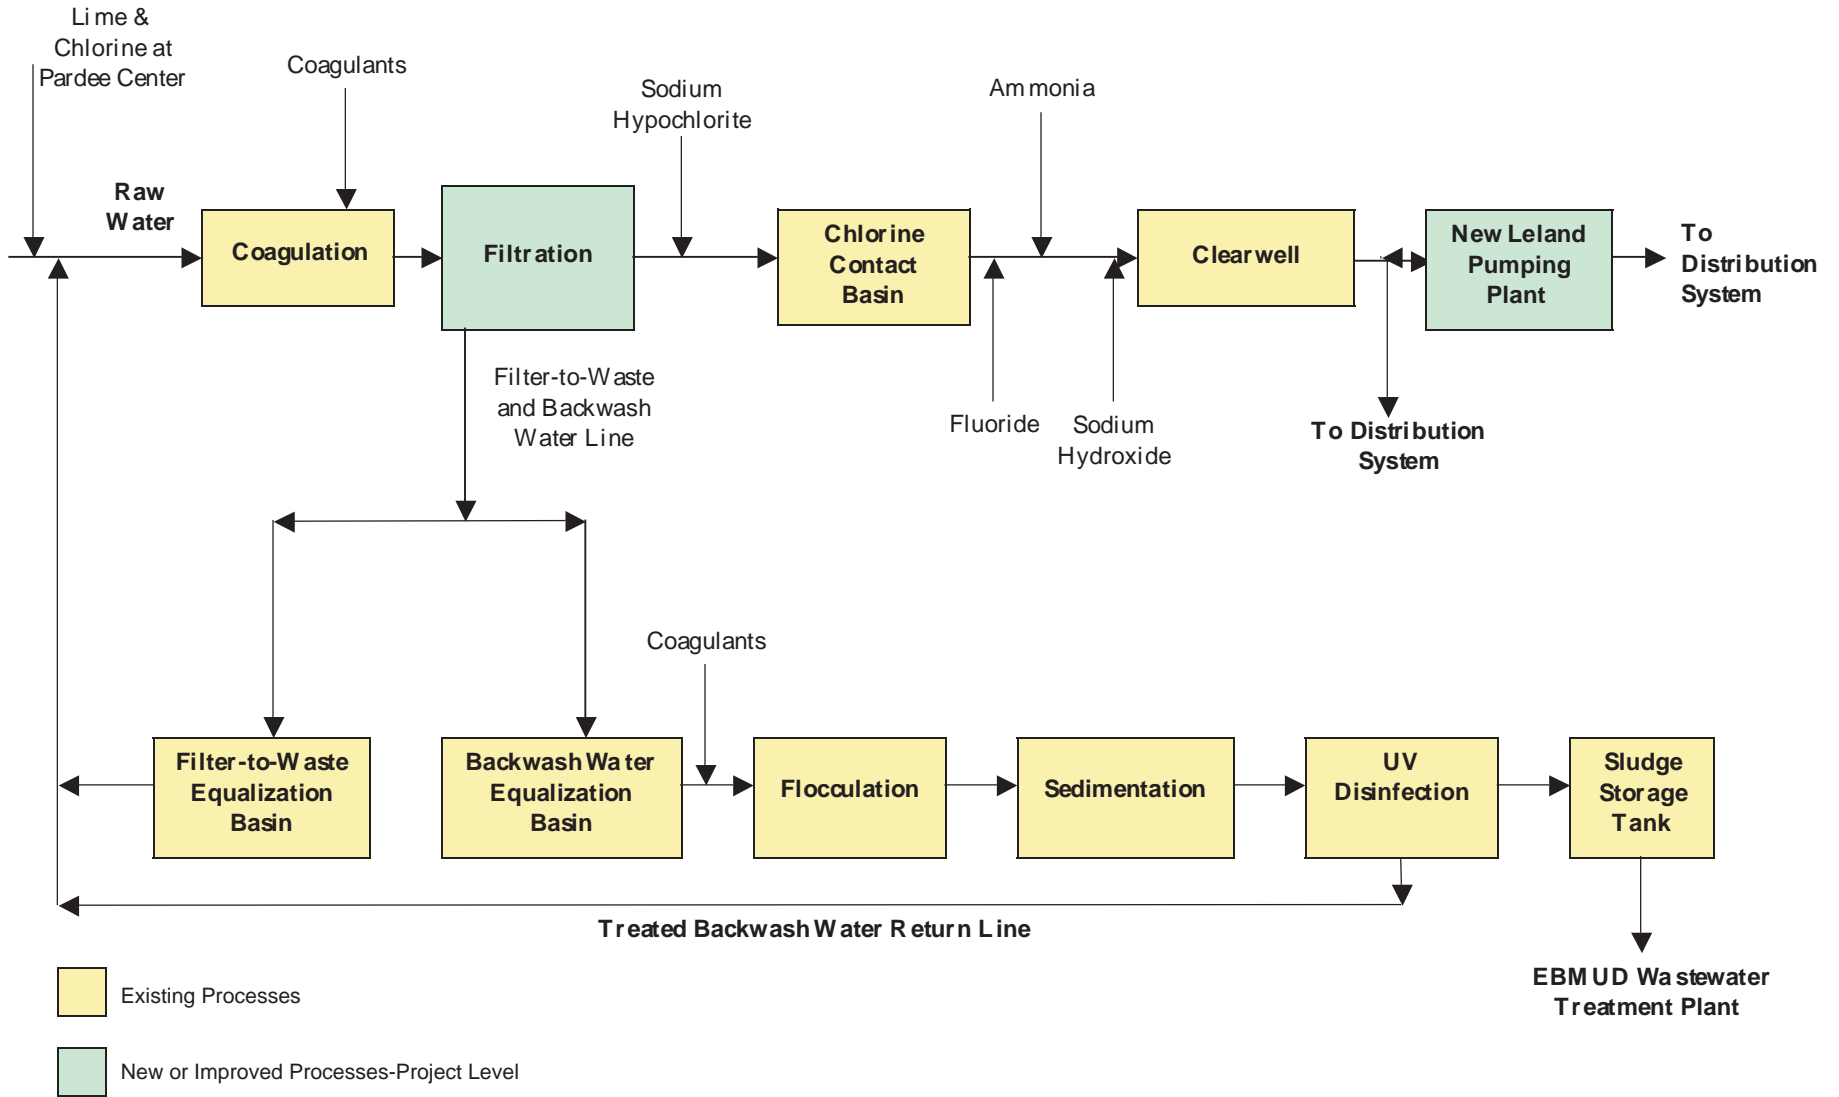 Lime &
Chlorine at
Pardee Center
Coagulants
Sodium
Hypochlorite
Ammonia
Raw
Water
Coagulation
Filtration
Chlorine
Contact
Basin
Clearwell
New Leland
Pumping
Plant
To
Distribution
System
Filter-to-Waste
and Backwash
Water Line
Fluoride
Sodium
Hydroxide
To Distribution
System
Coagulants
Filter-to-Waste
Equalization
Basin
Backwash Water
Equalization
Basin
Flocculation
Sedimentation
UV
Disinfection
Sludge
Storage
Tank
Treated Backwash Water Return Line
EBMUD Wastewater
Treatment Plant
Existing Processes
New or Improved Processes-Project Level